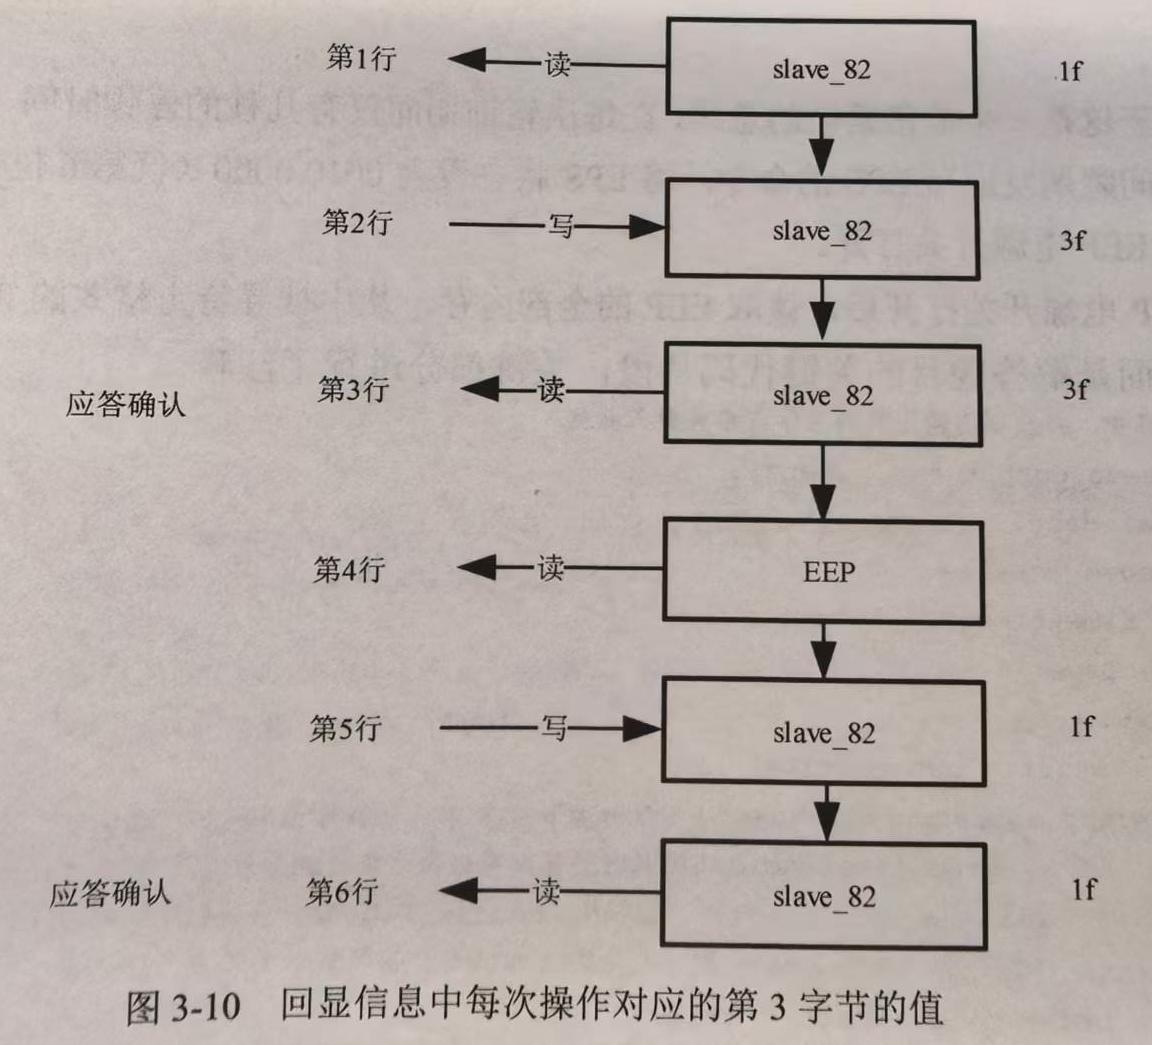 第1行 读 slave_82 1f
第2行 写 slave_82 3f
应答确认 第3行 读 slave_82 3f
第4行 读 EEP
第5行 写 slave_82 1f
应答确认 第6行 读 slave_82 1f
图 3-10 回显信息中每次操作对应的第 3 字节的值